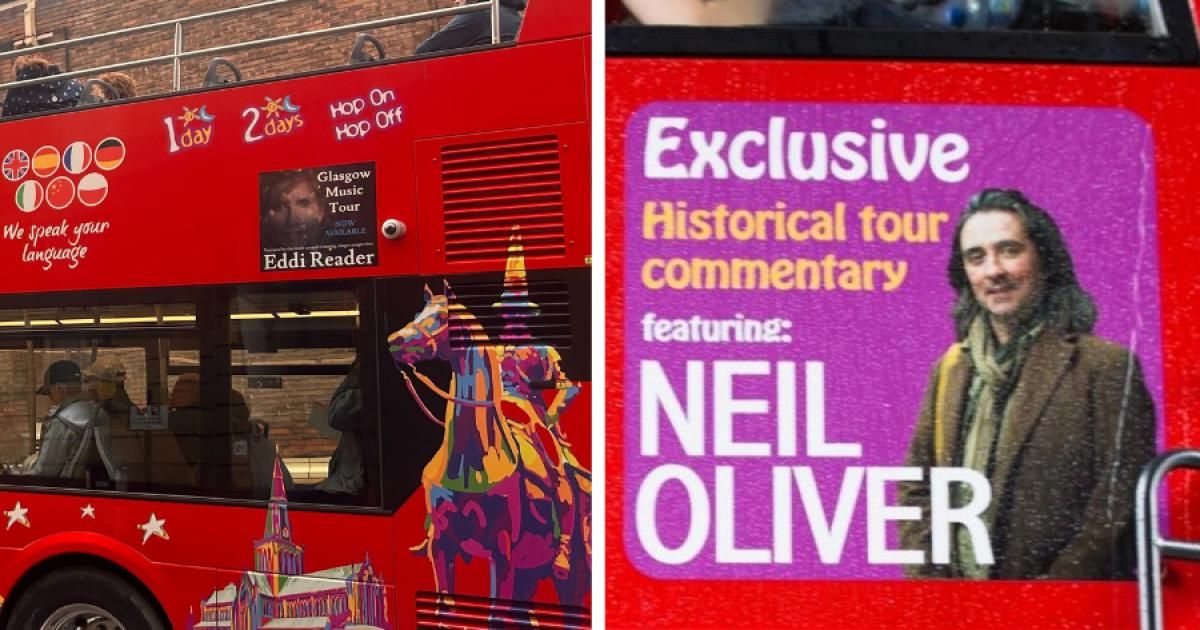 1 day
2 days
Hop On
Hop Off
We speak your
language
Glasgow
Music
Tour
NOW
AVAILABLE
Eddi Reader
Exclusive
Historical tour
commentary
featuring:
NEIL
OLIVER